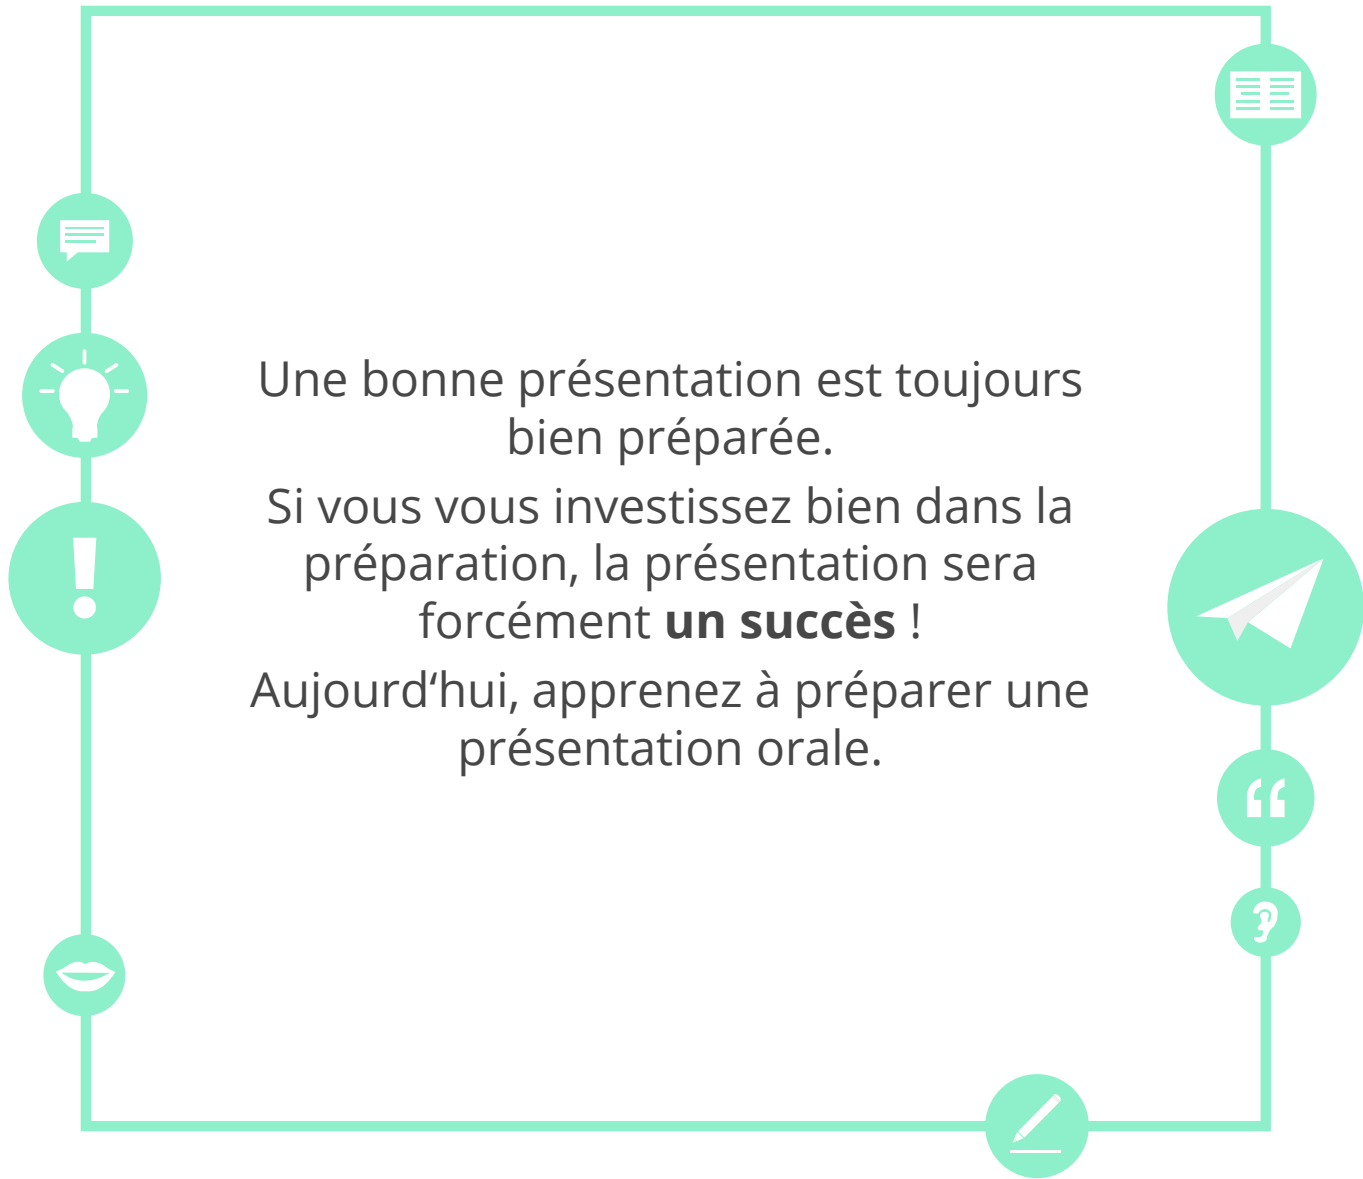 Une bonne présentation est toujours
bien préparée.
Si vous vous investissez bien dans la
préparation, la présentation sera
forcément un succès !
Aujourd‘hui, apprenez à préparer une
présentation orale.